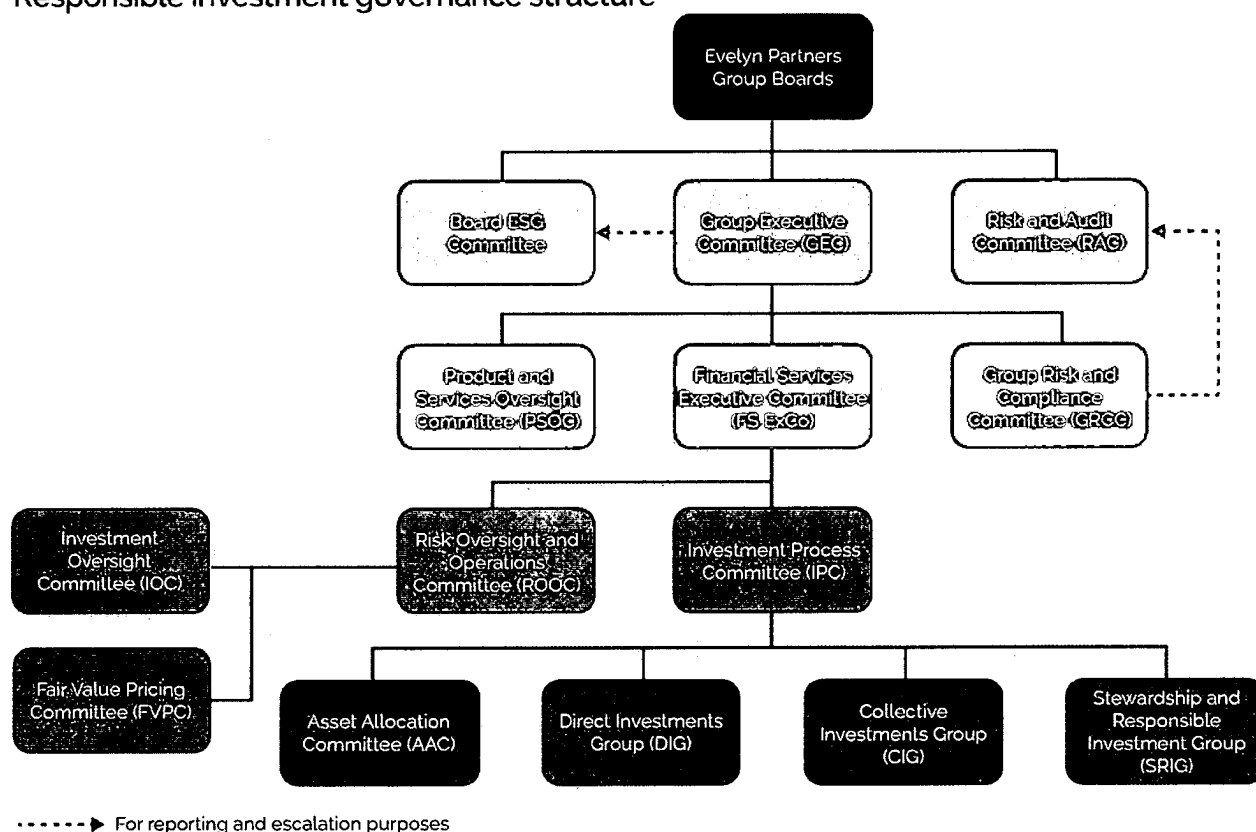 Responsible investment governance structure
Evelyn Partners
Group Boards
Board ESG
Committee
Group Executive
Committee (GEC)
Risk and Audit
Committee (RAC)
Product and
Services Oversight
Committee (PSOC)
Financial Services
Executive Committee
(FS ExCo)
Group Risk and
Compliance
Committee (GRCC)
Investment
Oversight
Committee (IOC)
Risk Oversight and
Operations
Committee (ROOC)
Investment Process
Committee (IPC)
Fair Value Pricing
Committee (FVPC)
Asset Allocation
Committee (AAC)
Direct Investments
Group (DIG)
Collective
Investments Group
(CIG)
Stewardship and
Responsible
Investment Group
(SRIG)
For reporting and escalation purposes